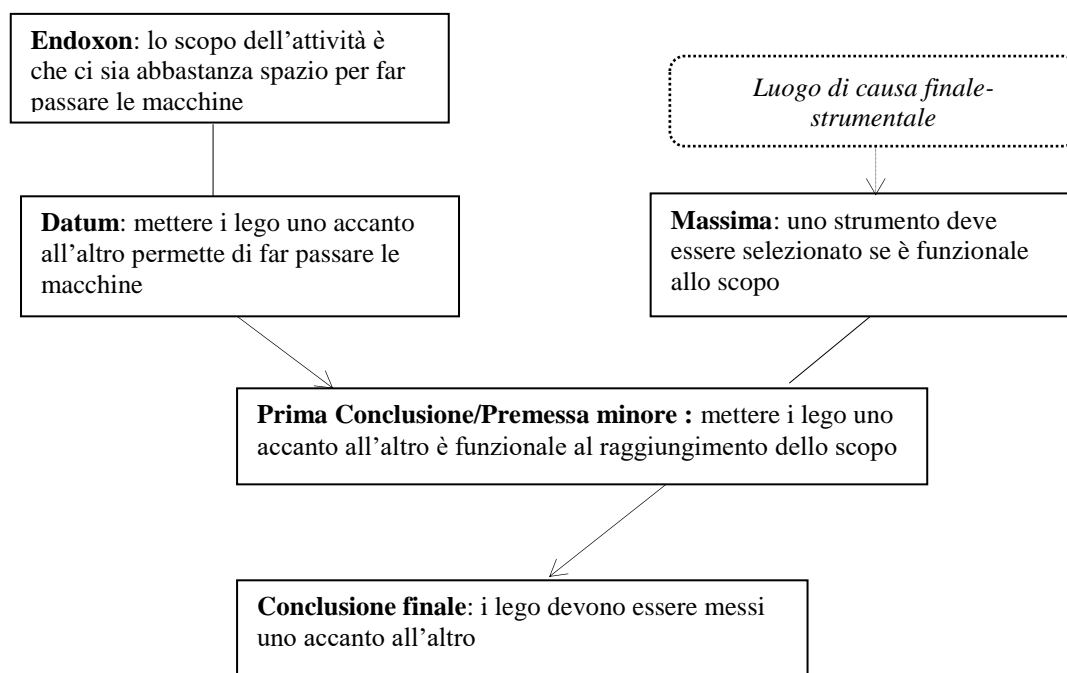 Endoxon: lo scopo dell’attività è
che ci sia abbastanza spazio per far
passare le macchine
Luogo di causa finale-
strumentale
Datum: mettere i lego uno accanto
all’altro permette di far passare le
macchine
Massima: uno strumento deve
essere selezionato se è funzionale
allo scopo
Prima Conclusione/Premessa minore : mettere i lego uno
accanto all’altro è funzionale al raggiungimento dello scopo
Conclusione finale: i lego devono essere messi
uno accanto all’altro